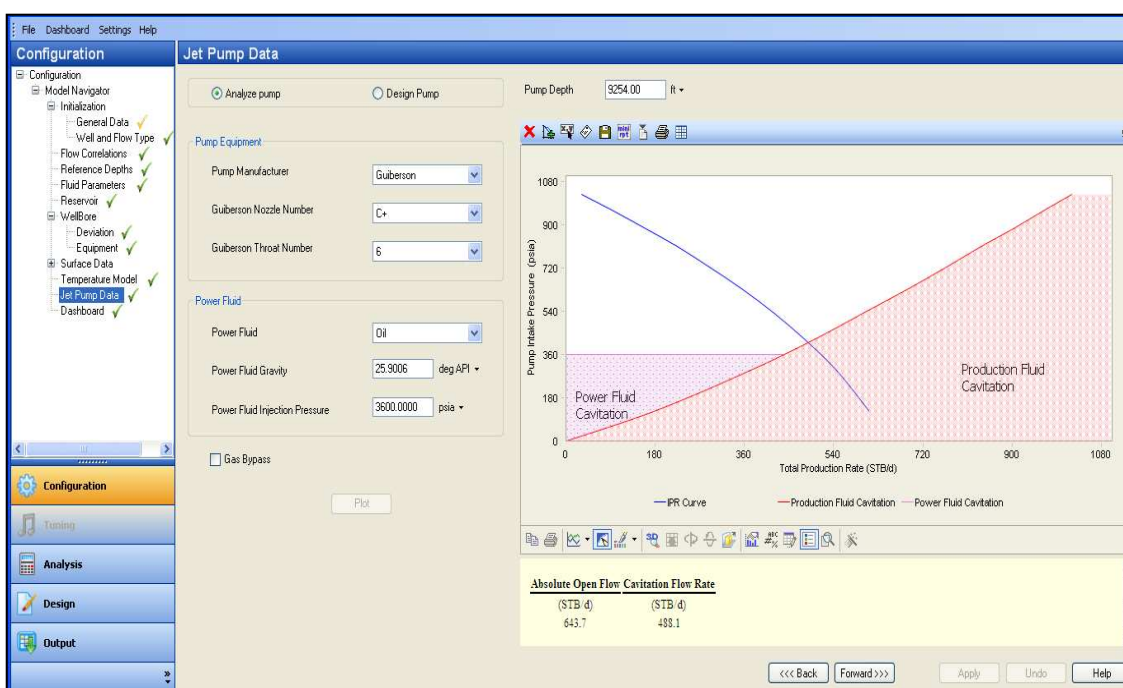 File Dashboard Settings Help
Configuration
Configuration
Model Navigator
Initialization
General Data
Well and Flow Type
Flow Correlations
Reference Depths
Fluid Parameters
Reservoir
WellBore
Deviation
Equipment
Surface Data
Temperature Model
Jet Pump Data
Dashboard
Configuration
Tuning
Analysis
Design
Output
Jet Pump Data
Analyze pump
Design Pump
Pump Equipment
Pump Manufacturer Guiberson
Guiberson Nozzle Number C+
Guiberson Throat Number 6
Power Fluid
Power Fluid Oil
Power Fluid Gravity 25.9006 deg API
Power Fluid Injection Pressure 3600.0000 psia
Gas Bypass
Plot
Pump Depth 9254.00 ft
Pump Intake Pressure (psia)
1080
900
720
540
360
180
0
Power Fluid
Cavitation
Production Fluid
Cavitation
0 180 360 540 720 900 1080
Total Production Rate (STB/d)
IPR Curve Production Fluid Cavitation Power Fluid Cavitation
Absolute Open Flow Cavitation Flow Rate
(STB/d) (STB/d)
643.7 488.1
<<< Back Forward >>> Apply Undo Help